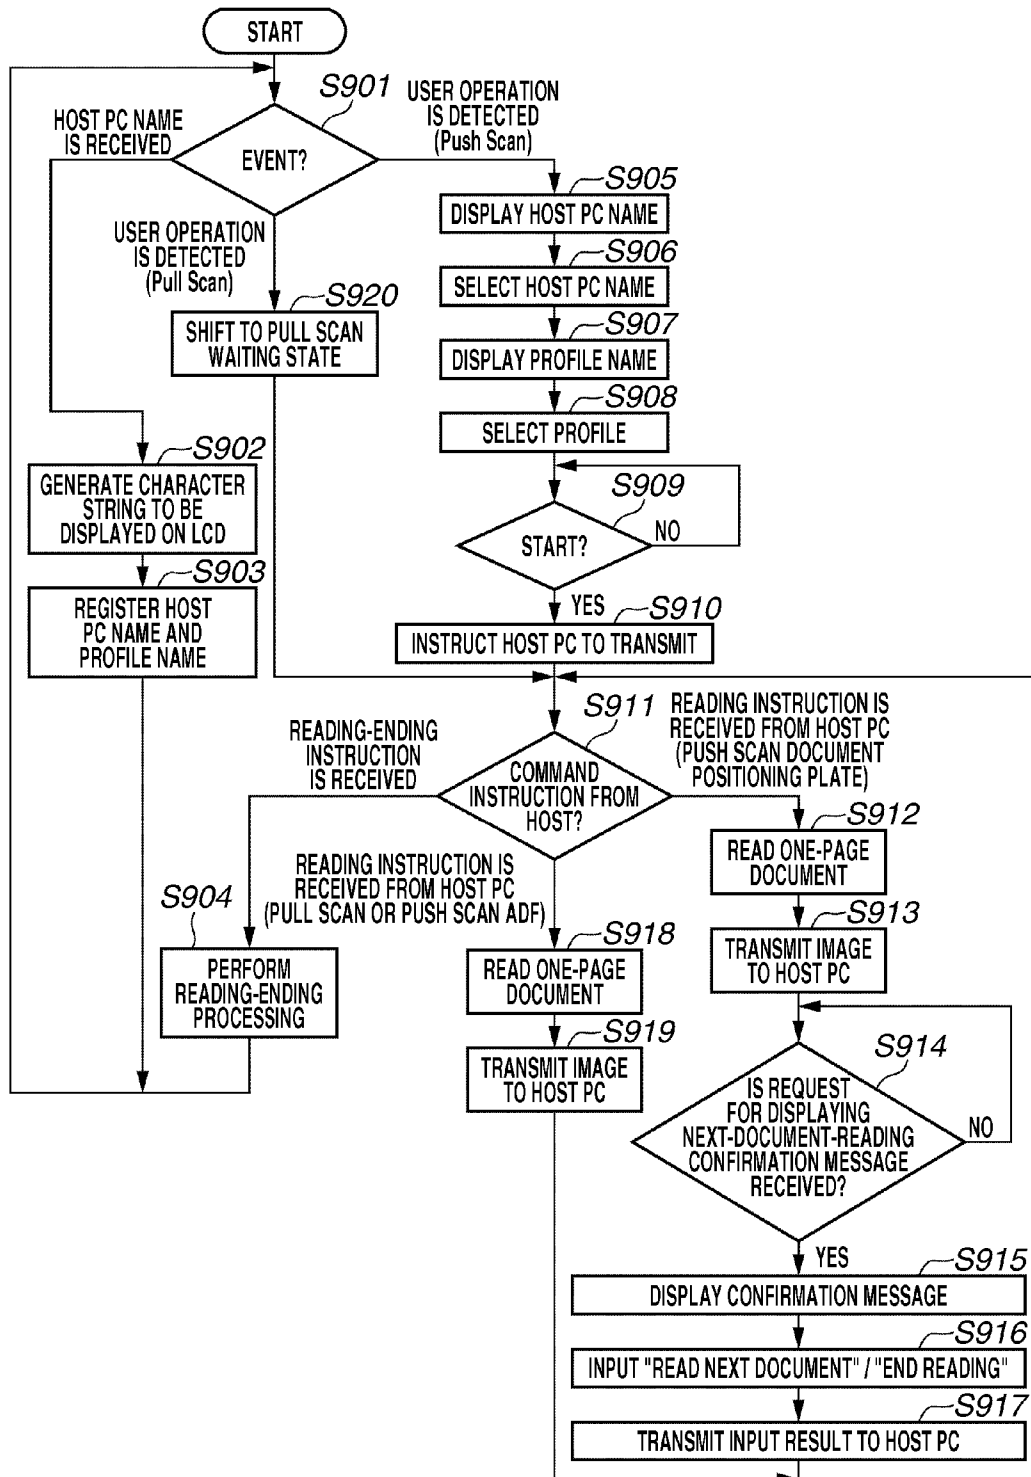 START
S901
EVENT?
HOST PC NAME
IS RECEIVED
USER OPERATION
IS DETECTED
(Push Scan)
USER OPERATION
IS DETECTED
(Pull Scan)
S905
DISPLAY HOST PC NAME
S906
SELECT HOST PC NAME
S920
SHIFT TO PULL SCAN
WAITING STATE
S907
DISPLAY PROFILE NAME
S908
SELECT PROFILE
S902
GENERATE CHARACTER
STRING TO BE
DISPLAYED ON LCD
S909
START?
NO
YES
S903
REGISTER HOST
PC NAME AND
PROFILE NAME
S910
INSTRUCT HOST PC TO TRANSMIT
S911
COMMAND
INSTRUCTION FROM
HOST?
READING-ENDING
INSTRUCTION
IS RECEIVED
READING INSTRUCTION IS
RECEIVED FROM HOST PC
(PUSH SCAN DOCUMENT
POSITIONING PLATE)
READING INSTRUCTION IS
RECEIVED FROM HOST PC
(PULL SCAN OR PUSH SCAN ADF)
S912
READ ONE-PAGE
DOCUMENT
S904
PERFORM
READING-ENDING
PROCESSING
S918
READ ONE-PAGE
DOCUMENT
S913
TRANSMIT IMAGE
TO HOST PC
S919
TRANSMIT IMAGE
TO HOST PC
S914
IS REQUEST
FOR DISPLAYING
NEXT-DOCUMENT-READING
CONFIRMATION MESSAGE
RECEIVED?
NO
YES
S915
DISPLAY CONFIRMATION MESSAGE
S916
INPUT "READ NEXT DOCUMENT" / "END READING"
S917
TRANSMIT INPUT RESULT TO HOST PC